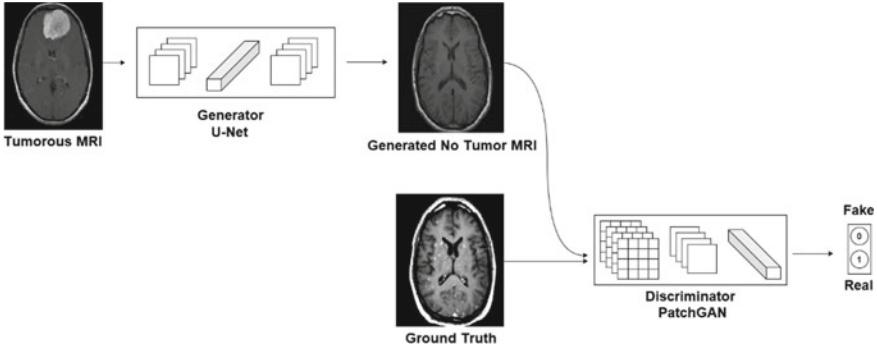 Generator
U-Net
Tumorous MRI
Generated No Tumor MRI
Fake
0
1
Real
Discriminator
PatchGAN
Ground Truth